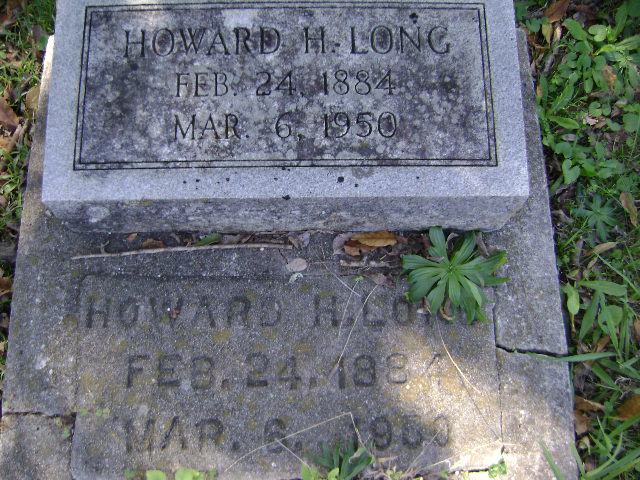 HOWARD H. LONG
FEB. 24, 1884
MAR. 6, 1950
HOWARD H. LONG
FEB. 24, 1884
MAR. 6, 1950